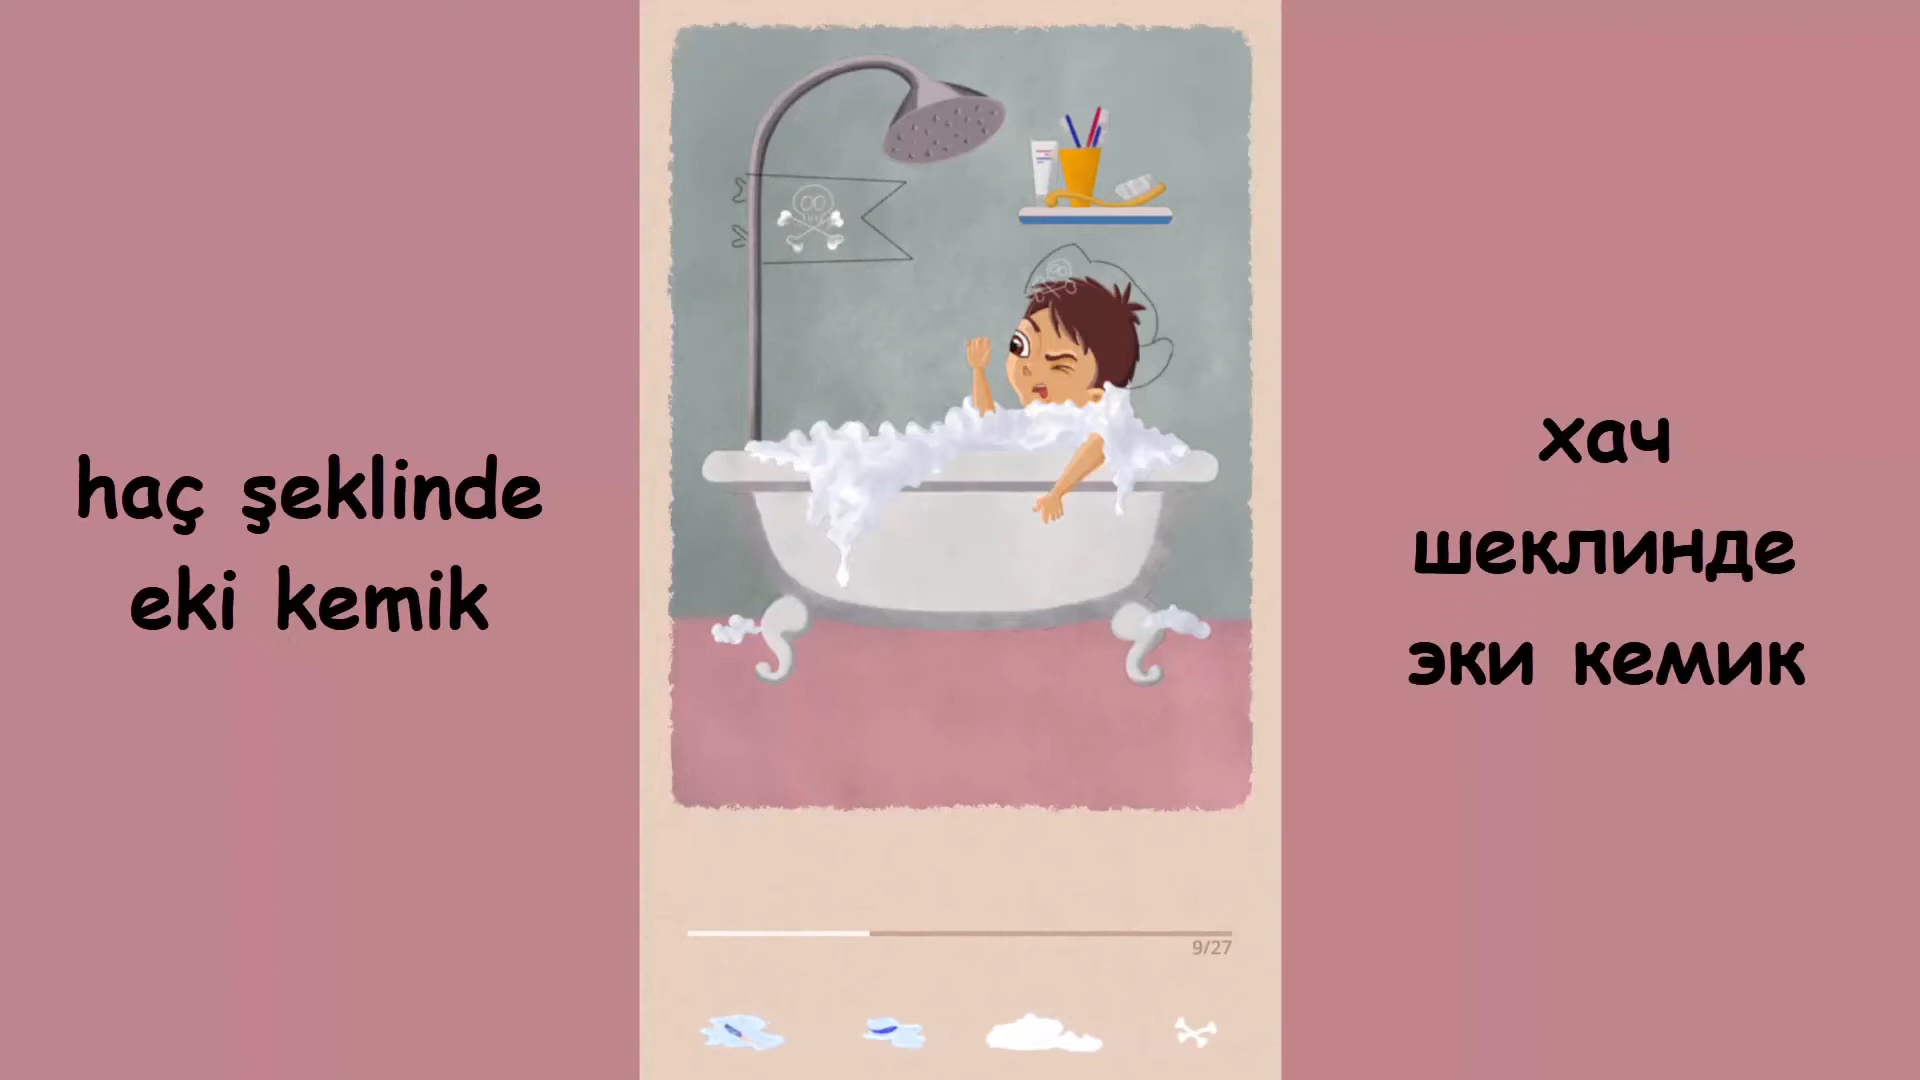 haç şeklinde
eki kemik
хач
шеклинде
эки кемик
9/27